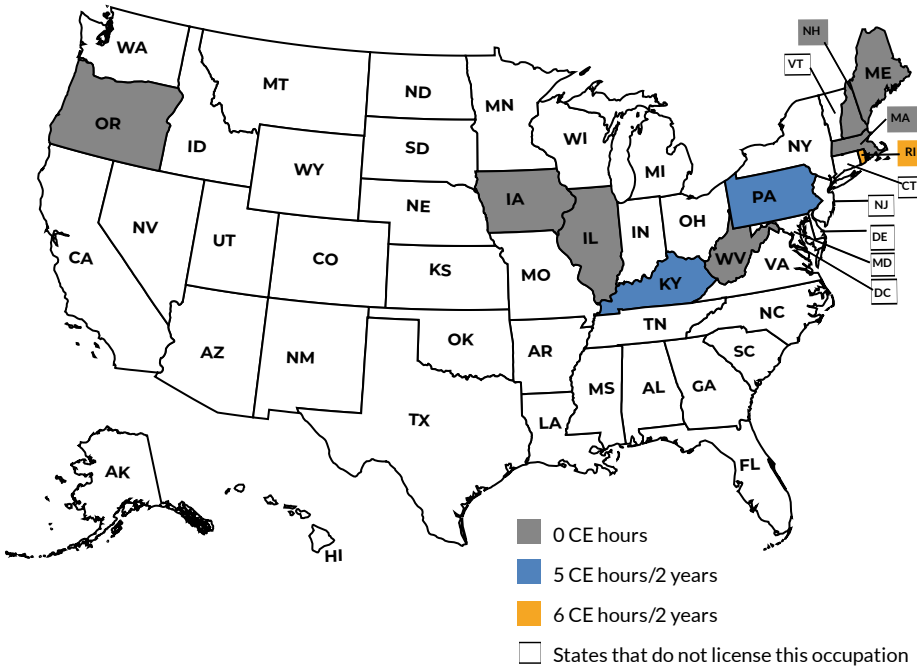 WA
MT
ND
MN
NH
VT
ME
OR
ID
SD
WI
MI
NY
MA
RI
WY
CT
NE
IA
PA
NJ
NV
UT
CO
IL
IN
OH
DE
CA
KS
MO
WV
VA
MD
KY
DC
AZ
NM
OK
AR
TN
NC
SC
MS
AL
GA
TX
LA
FL
AK
HI
0 CE hours
5 CE hours/2 years
6 CE hours/2 years
States that do not license this occupation